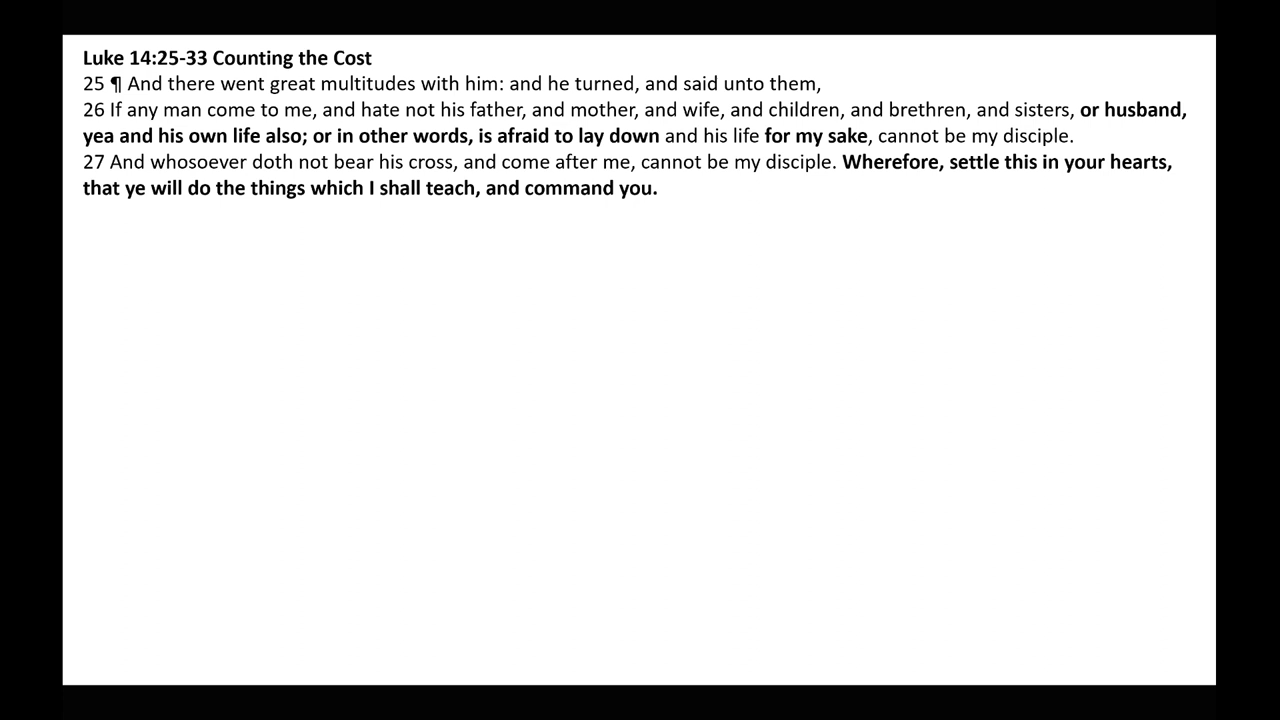 Luke 14:25-33 Counting the Cost
25 ¶ And there went great multitudes with him: and he turned, and said unto them,
26 If any man come to me, and hate not his father, and mother, and wife, and children, and brethren, and sisters, or husband,
yea and his own life also; or in other words, is afraid to lay down and his life for my sake, cannot be my disciple.
27 And whosoever doth not bear his cross, and come after me, cannot be my disciple. Wherefore, settle this in your hearts,
that ye will do the things which I shall teach, and command you.